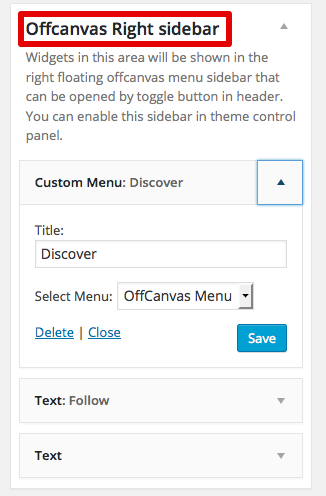 Offcanvas Right sidebar
Widgets in this area will be shown in the
right floating offcanvas menu sidebar that
can be opened by toggle button in header.
You can enable this sidebar in theme control
panel.
Custom Menu: Discover
Title:
Discover
Select Menu: OffCanvas Menu
Delete | Close Save
Text: Follow
Text